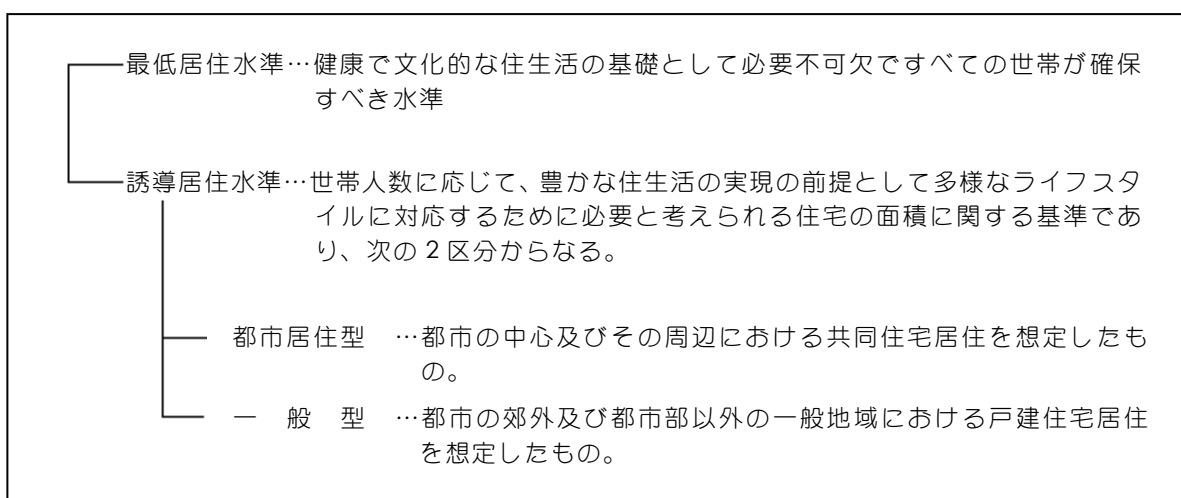 最低居住水準…健康で文化的な住生活の基礎として必要不可欠ですべての世帯が確保
すべき水準
誘導居住水準…世帯人数に応じて、豊かな住生活の実現の前提として多様なライフスタ
イルに対応するために必要と考えられる住宅の面積に関する基準であ
り、次の2区分からなる。
都市居住型 …都市の中心及びその周辺における共同住宅居住を想定したも
の。
一 般 型 …都市の郊外及び都市部以外の一般地域における戸建住宅居住
を想定したもの。